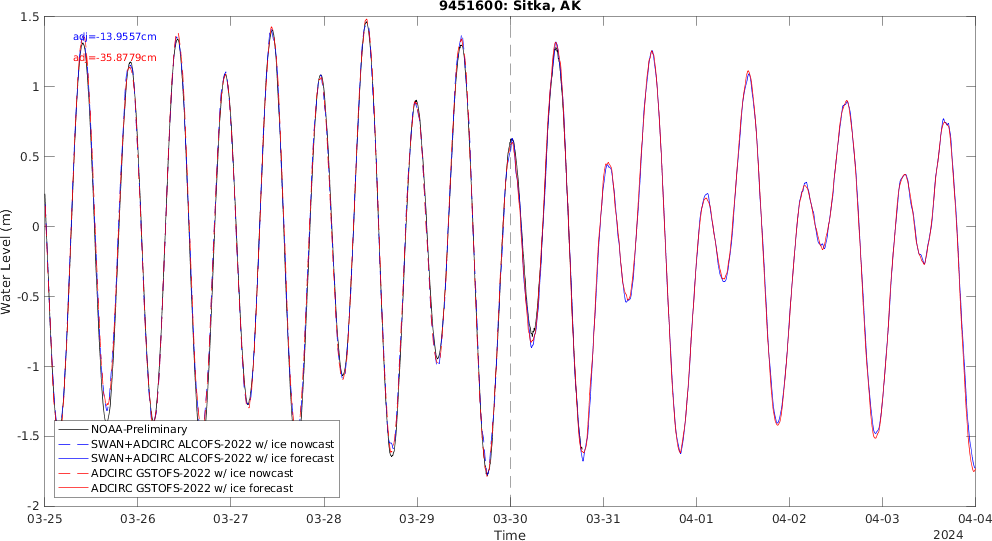 9451600: Sitka, AK
adj=-13.9557cm
adj=-35.8779cm
Water Level (m)
1.5
1
0.5
0
-0.5
-1
-1.5
-2
NOAA-Preliminary
SWAN+ADCIRC ALCOFS-2022 w/ ice nowcast
SWAN+ADCIRC ALCOFS-2022 w/ ice forecast
ADCIRC GSTOFS-2022 w/ ice nowcast
ADCIRC GSTOFS-2022 w/ ice forecast
03-25 03-26 03-27 03-28 03-29 03-30 03-31 04-01 04-02 04-03 04-04
Time
2024